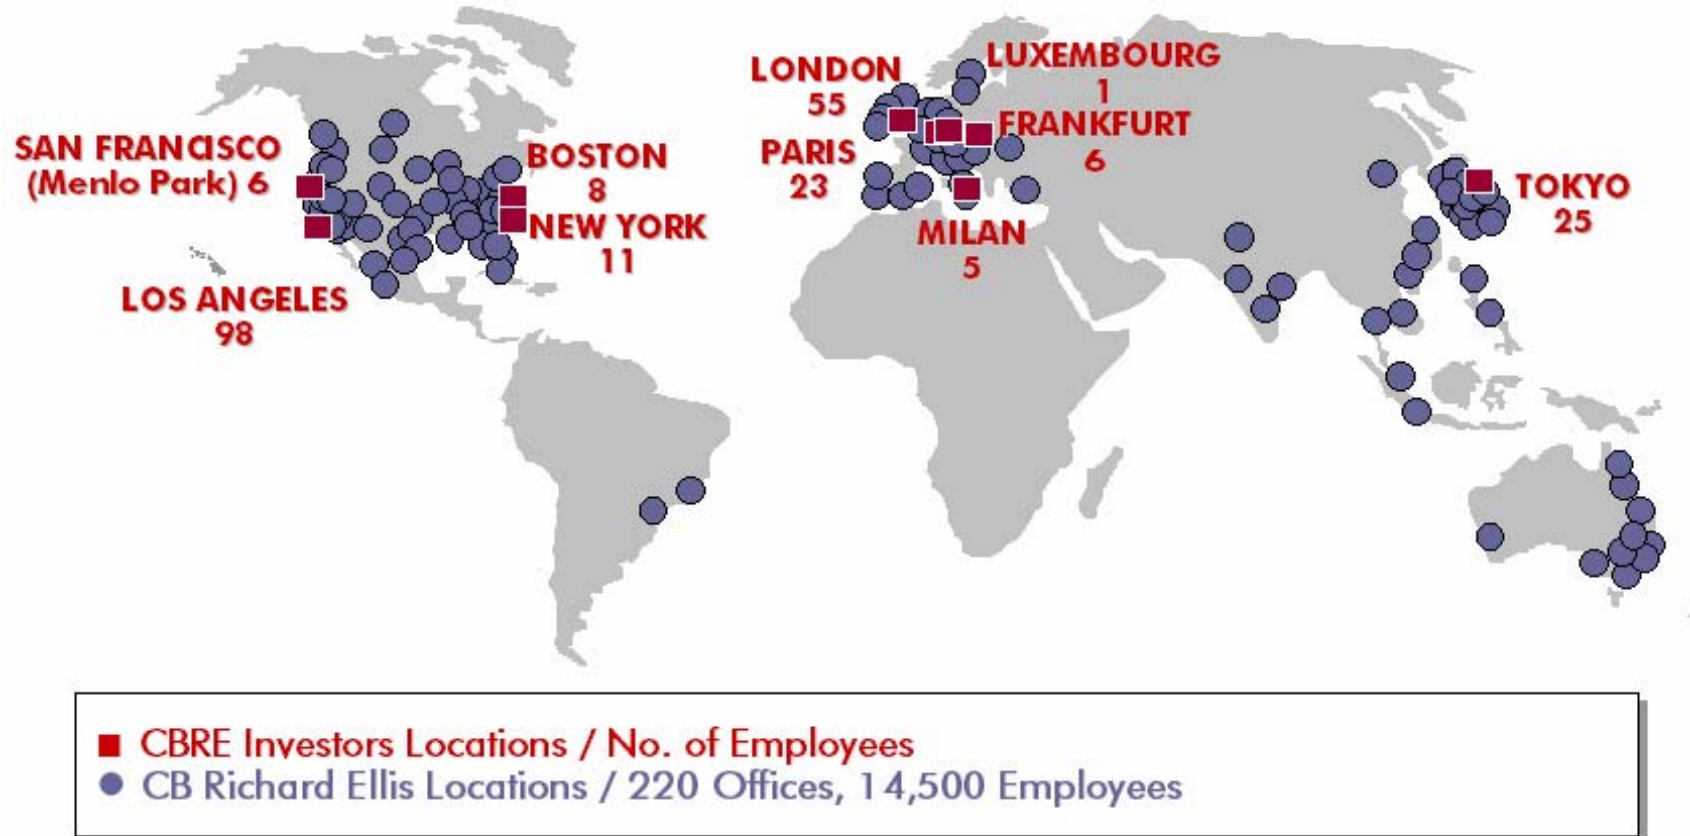 LONDON
55
LUXEMBOURG
1
FRANKFURT
6
PARIS
23
MILAN
5
SAN FRANCISCO
(Menlo Park) 6
BOSTON
8
NEW YORK
11
LOS ANGELES
98
TOKYO
25
CBRE Investors Locations / No. of Employees
CB Richard Ellis Locations / 220 Offices, 14,500 Employees